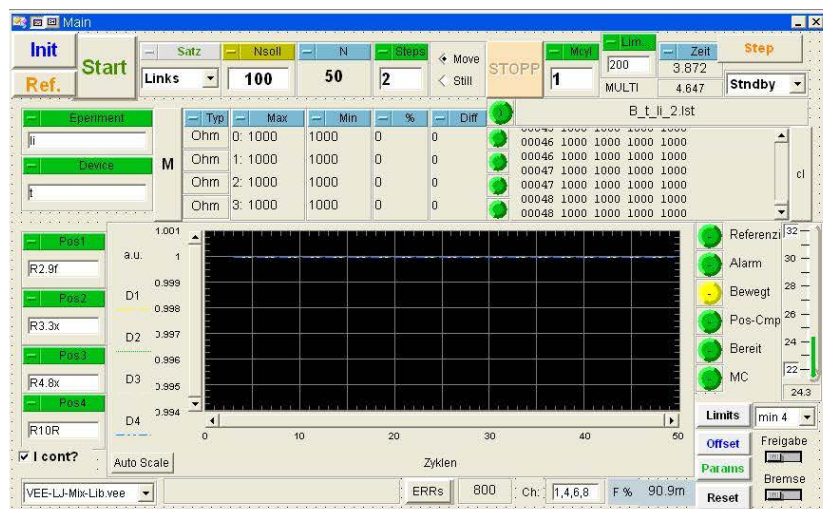 Main
Init
Ref.
Start
Satz
Links
Nsoll
100
N
50
Steps
2
Move
Still
STOPP
Mcyl
1
Lim.
200
MULTI
Zeit
3.872
4.647
Step
Stndby
Eperiment
li
Device
t
M
Typ Max Min % Diff
Ohm 0: 1000 1000 0 0
Ohm 1: 1000 1000 0 0
Ohm 2: 1000 1000 0 0
Ohm 3: 1000 1000 0 0
B_t_li_2.lst
00045 1000 1000 1000 1000
00046 1000 1000 1000 1000
00046 1000 1000 1000 1000
00047 1000 1000 1000 1000
00047 1000 1000 1000 1000
00048 1000 1000 1000 1000
00048 1000 1000 1000 1000
cl
Pos1
R2.9f
Pos2
R3.3x
Pos3
R4.8x
Pos4
R10R
I cont?
VEE-LJ-Mix-Lib.vee
a.u.
D1
D2
D3
D4
Auto Scale
1.001
1
0.999
0.998
0.997
0.996
0.995
0.994
0 10 20 30 40 50
Zyklen
Referenzi
Alarm
Bewegt
Pos-Cmp
Bereit
MC
32
30
28
26
24
22
24.3
Limits
min 4
Offset
Params
Reset
Freigabe
Bremse
ERRs
800
Ch:
1,4,6,8
F % 90.9m